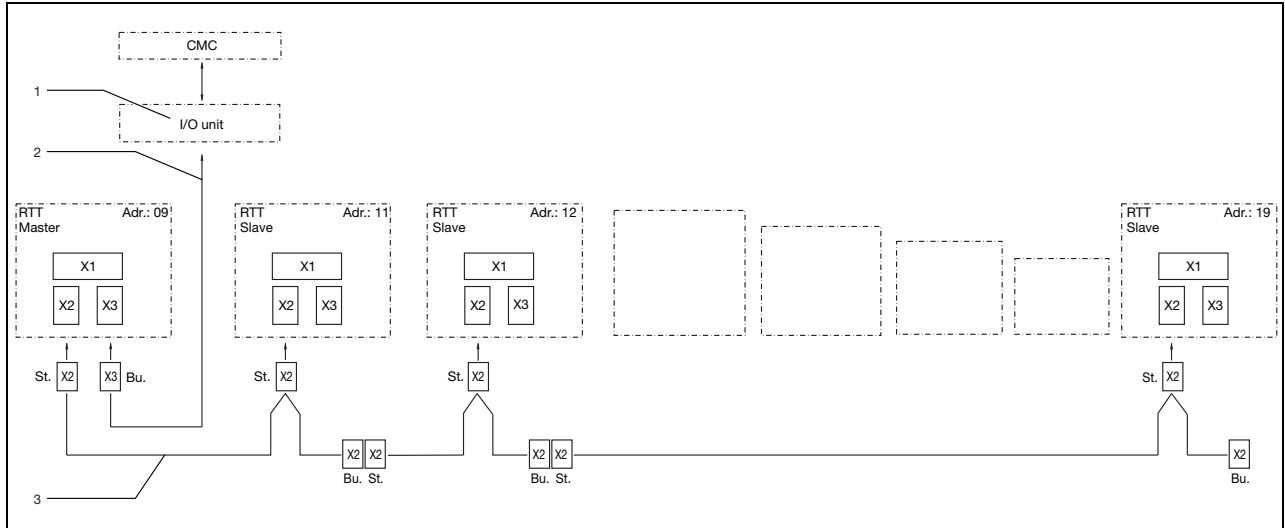 CMC
1
I/O unit
2
RTT Adr.: 09
Master
X1
X2 X3
RTT Adr.: 11
Slave
X1
X2 X3
RTT Adr.: 12
Slave
X1
X2 X3
RTT Adr.: 19
Slave
X1
X2 X3
St. X2 X3 Bu.
St. X2
St. X2
St. X2
X2 X2
Bu. St.
X2 X2
Bu. St.
X2
Bu.
3